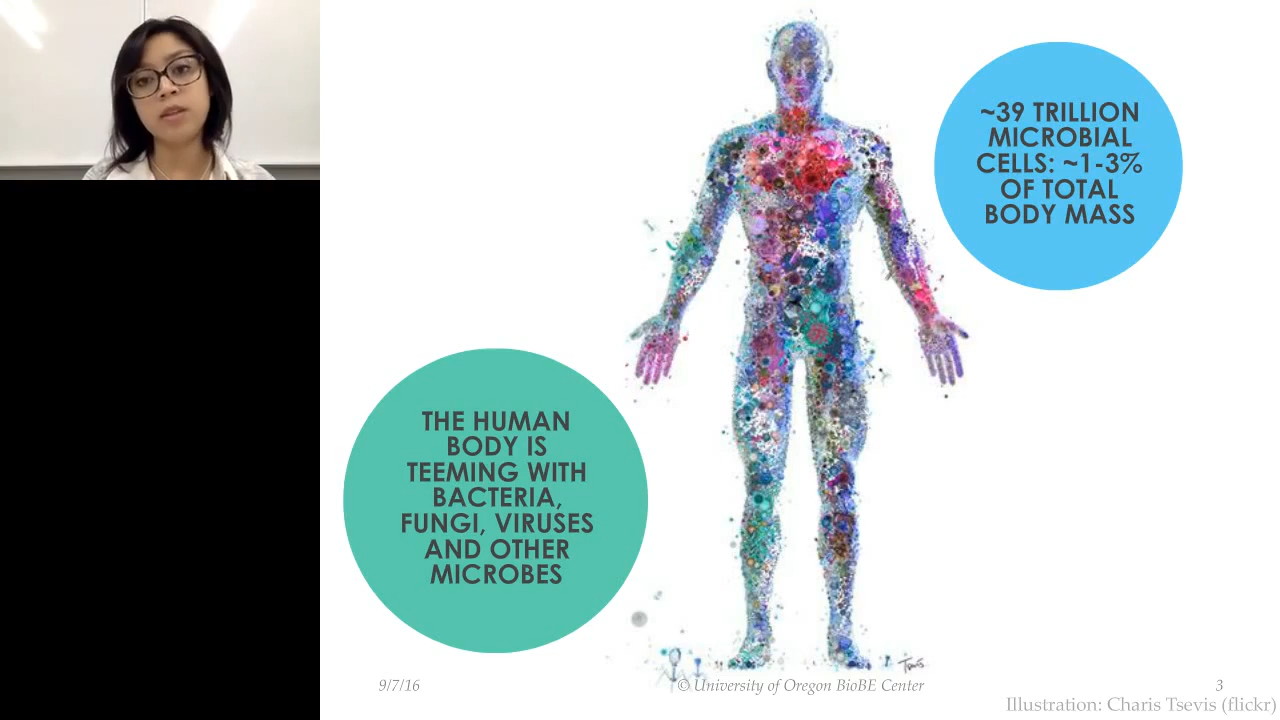 ~39 TRILLION
MICROBIAL
CELLS: ~1-3%
OF TOTAL
BODY MASS
THE HUMAN
BODY IS
TEEMING WITH
BACTERIA,
FUNGI, VIRUSES
AND OTHER
MICROBES
9/7/16
© University of Oregon BioBE Center
3
Illustration: Charis Tsevis (flickr)